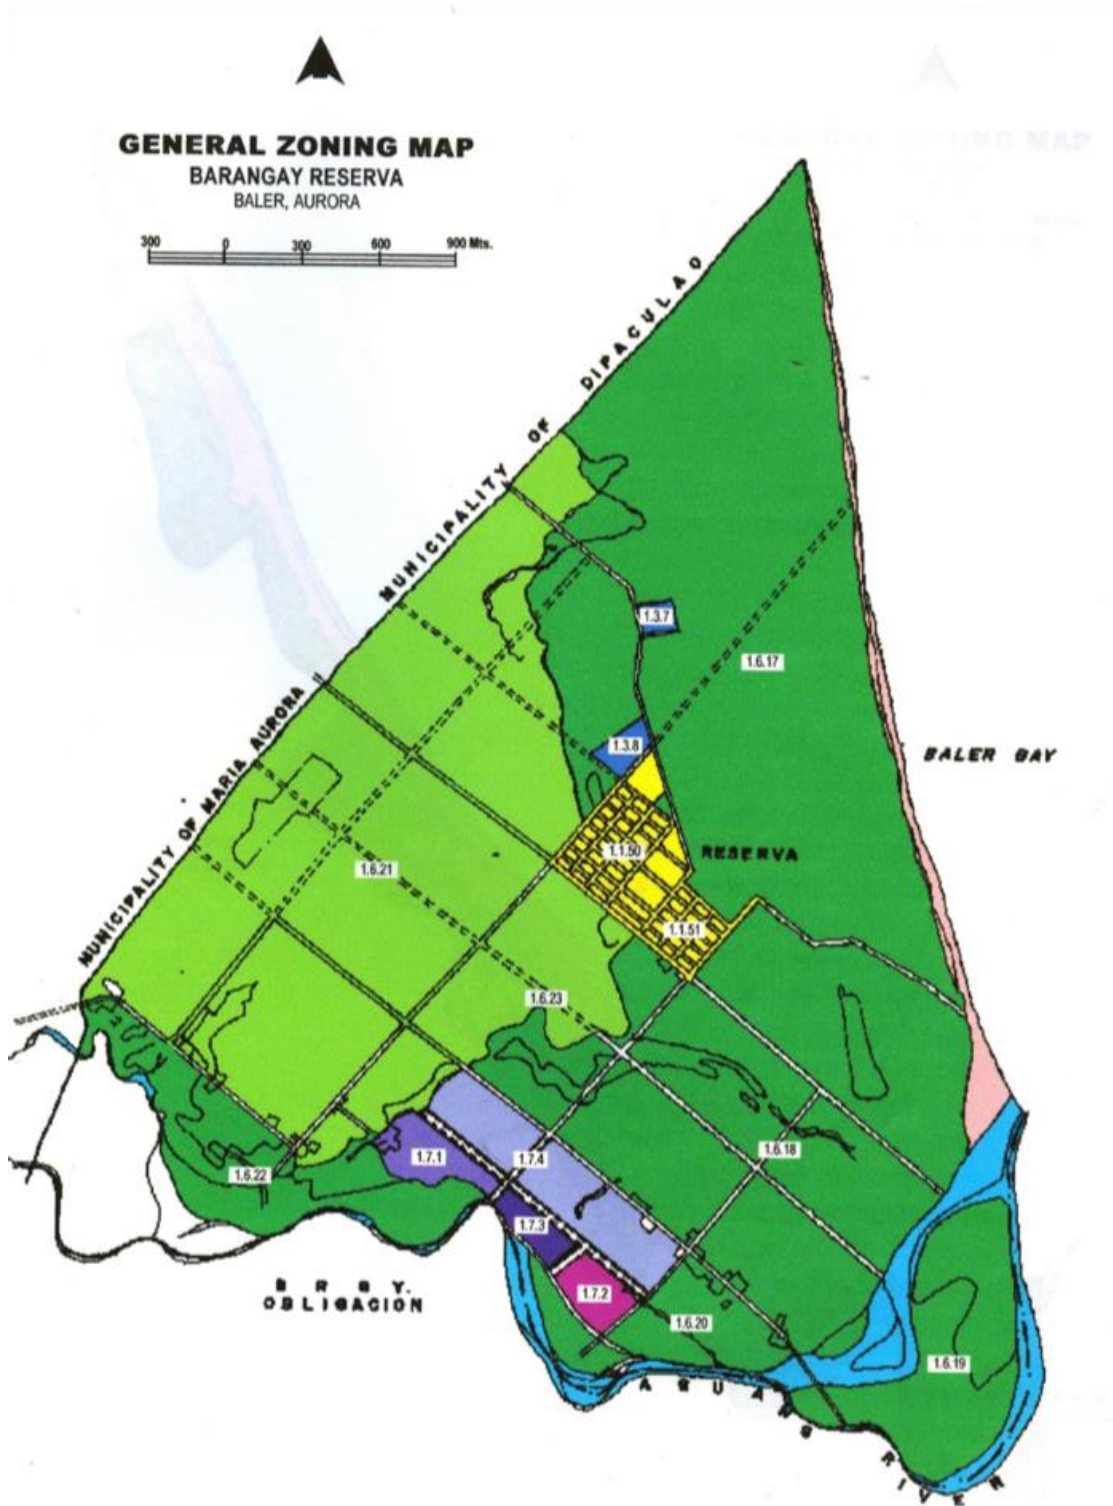 GENERAL ZONING MAP
BARANGAY RESERVA
BALER, AURORA
300 0 300 600 900 Mts.
MUNICIPALITY OF DIPACULAO
MUNICIPALITY OF MARIA AURORA
1.3.7
1.6.17
1.3.8
BALER BAY
1.1.50
RESERVA
1.6.21
1.1.51
1.6.23
1.6.18
1.7.1
1.7.4
1.6.22
1.7.3
BRGY.
OBLIGACION
1.7.2
1.6.20
1.6.19
AGUANG RIVER